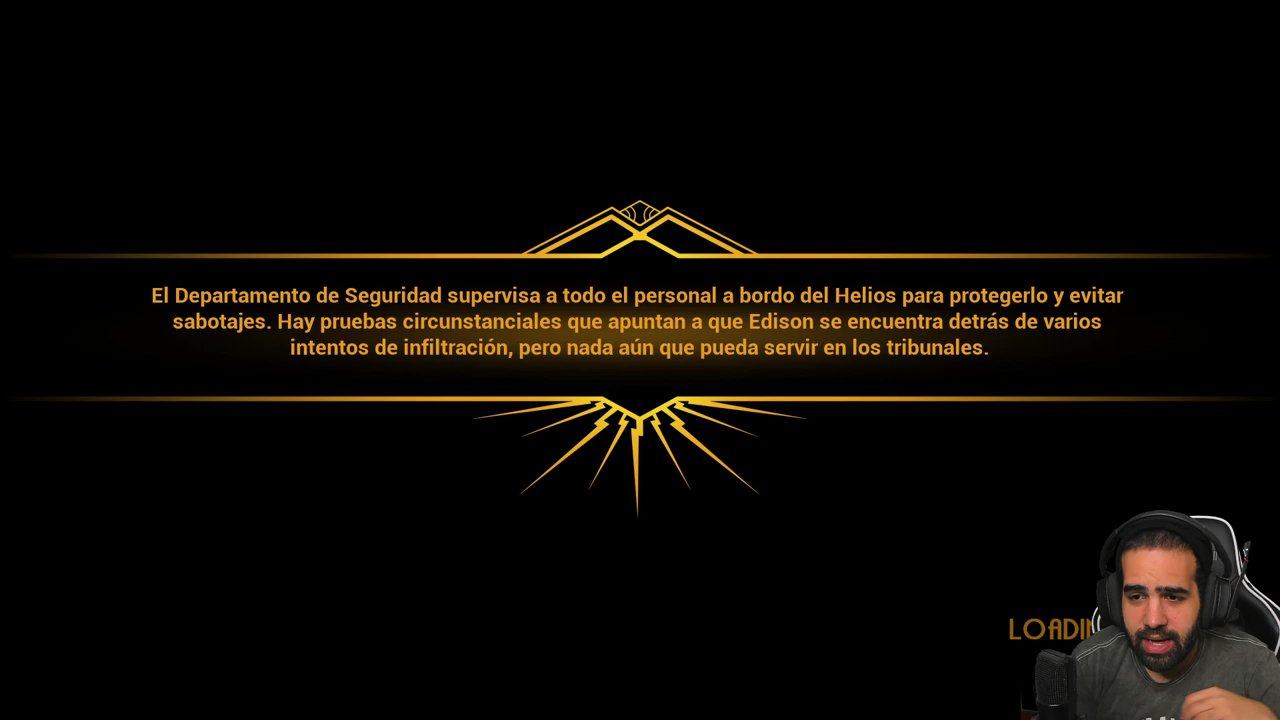 El Departamento de Seguridad supervisa a todo el personal a bordo del Helios para protegerlo y evitar
sabotajes. Hay pruebas circunstanciales que apuntan a que Edison se encuentra detrás de varios
intentos de infiltración, pero nada aún que pueda servir en los tribunales.